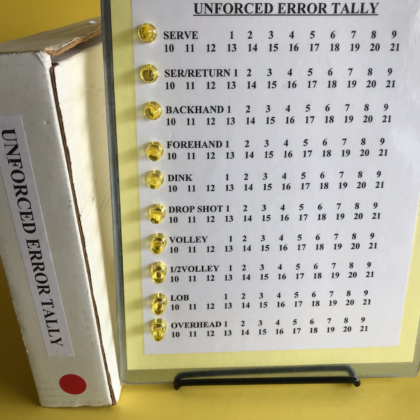 UNFORCED ERROR TALLY
SERVE 1 2 3 4 5 6 7 8 9
10 11 12 13 14 15 16 17 18 19 20 21
SER/RETURN 1 2 3 4 5 6 7 8 9
10 11 12 13 14 15 16 17 18 19 20 21
BACKHAND 1 2 3 4 5 6 7 8 9
10 11 12 13 14 15 16 17 18 19 20 21
FOREHAND 1 2 3 4 5 6 7 8 9
10 11 12 13 14 15 16 17 18 19 20 21
DINK 1 2 3 4 5 6 7 8 9
10 11 12 13 14 15 16 17 18 19 20 21
DROP SHOT 1 2 3 4 5 6 7 8 9
10 11 12 13 14 15 16 17 18 19 20 21
VOLLEY 1 2 3 4 5 6 7 8 9
10 11 12 13 14 15 16 17 18 19 20 21
1/2VOLLEY 1 2 3 4 5 6 7 8 9
10 11 12 13 14 15 16 17 18 19 20 21
LOB 1 2 3 4 5 6 7 8 9
10 11 12 13 14 15 16 17 18 19 20 21
OVERHEAD 1 2 3 4 5 6 7 8 9
10 11 12 13 14 15 16 17 18 19 20 21
UNFORCED ERROR TALLY